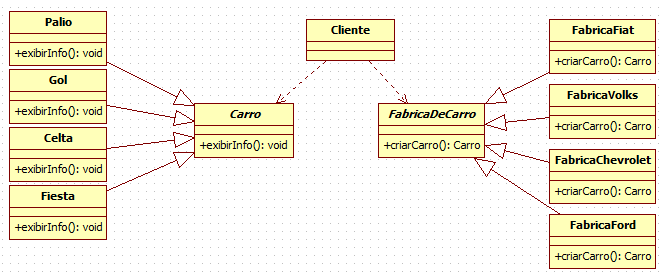 Palio
+exibirInfo(): void
Gol
+exibirInfo(): void
Celta
+exibirInfo(): void
Fiesta
+exibirInfo(): void
Cliente
Carro
+exibirInfo(): void
FabricaDeCarro
+criarCarro(): Carro
FabricaFiat
+criarCarro(): Carro
FabricaVolks
+criarCarro(): Carro
FabricaChevrolet
+criarCarro(): Carro
FabricaFord
+criarCarro(): Carro